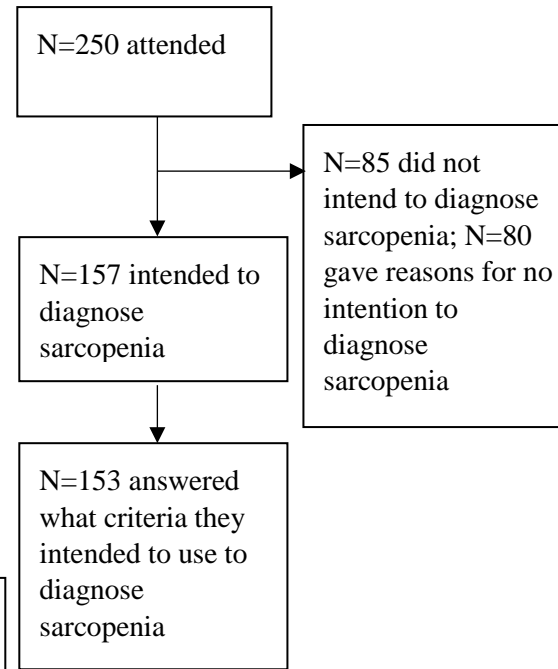 N=250 attended
N=85 did not
intend to diagnose
sarcopenia; N=80
gave reasons for no
intention to
diagnose
sarcopenia
N=157 intended to
diagnose
sarcopenia
N=153 answered
what criteria they
intended to use to
diagnose
sarcopenia